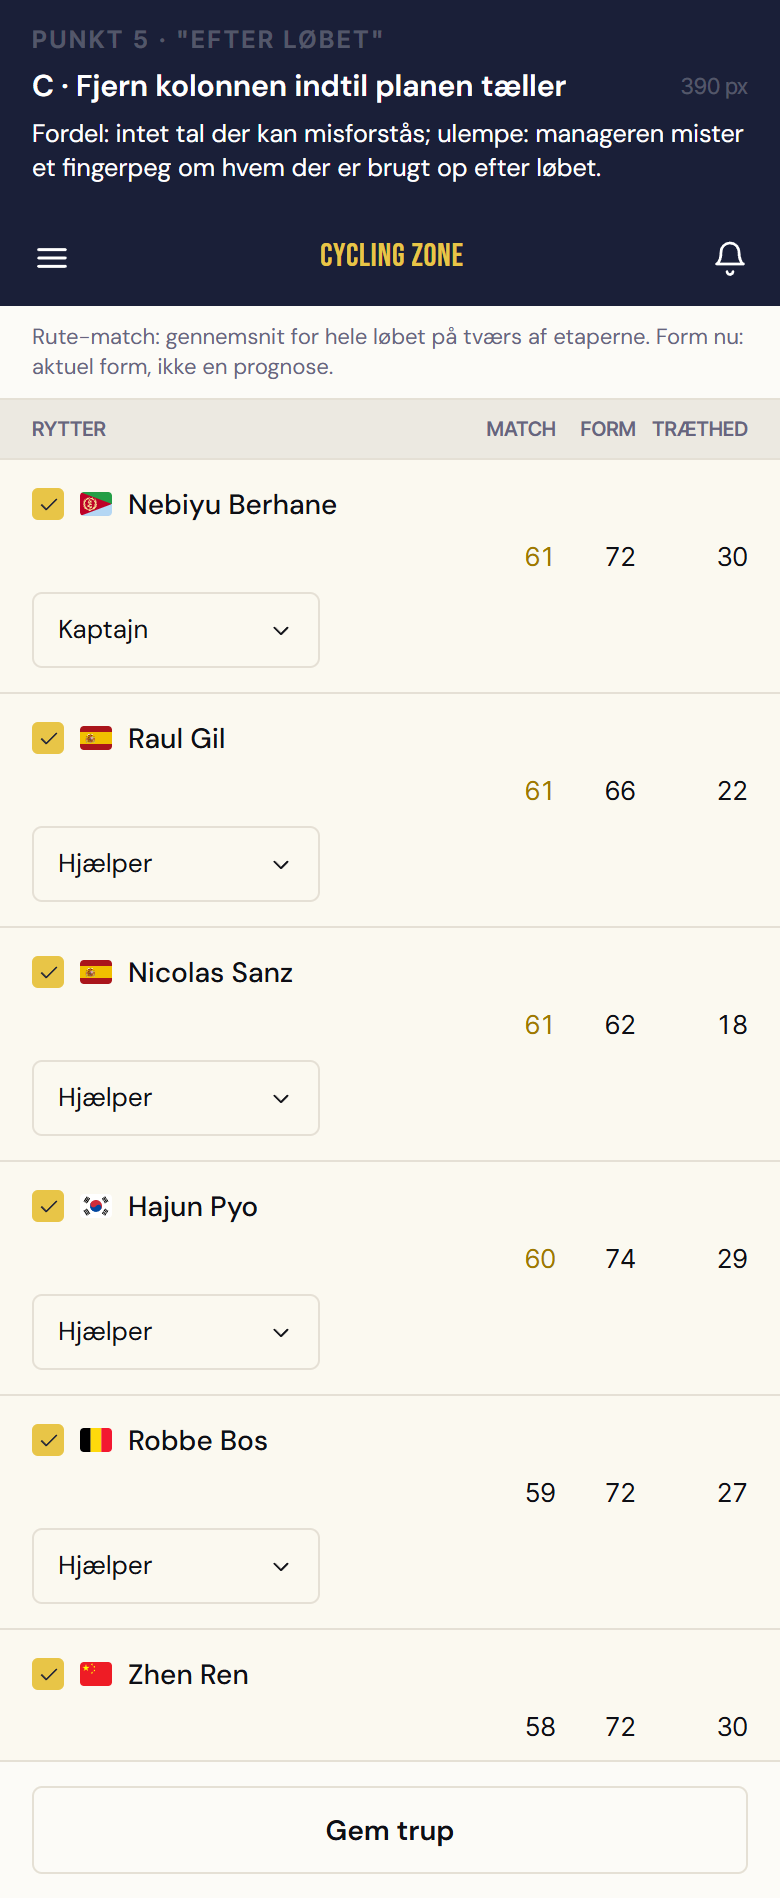 PUNKT 5 · "EFTER LØBET"
C · Fjern kolonnen indtil planen tæller
390 px
Fordel: intet tal der kan misforstås; ulempe: manageren mister
et fingerpeg om hvem der er brugt op efter løbet.
CYCLING ZONE
Rute-match: gennemsnit for hele løbet på tværs af etaperne. Form nu:
aktuel form, ikke en prognose.
RYTTER MATCH FORM TRÆTHED
Nebiyu Berhane
61 72 30
Kaptajn
Raul Gil
61 66 22
Hjælper
Nicolas Sanz
61 62 18
Hjælper
Hajun Pyo
60 74 29
Hjælper
Robbe Bos
59 72 27
Hjælper
Zhen Ren
58 72 30
Gem trup